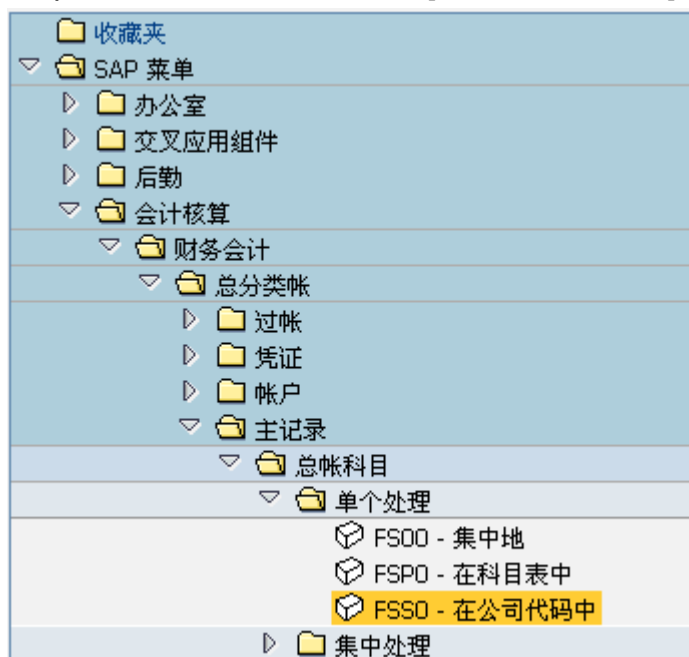 收藏夹
SAP 菜单
办公室
交叉应用组件
后勤
会计核算
财务会计
总分类帐
过帐
凭证
帐户
主记录
总帐科目
单个处理
FS00 - 集中地
FSP0 - 在科目表中
FSS0 - 在公司代码中
集中处理